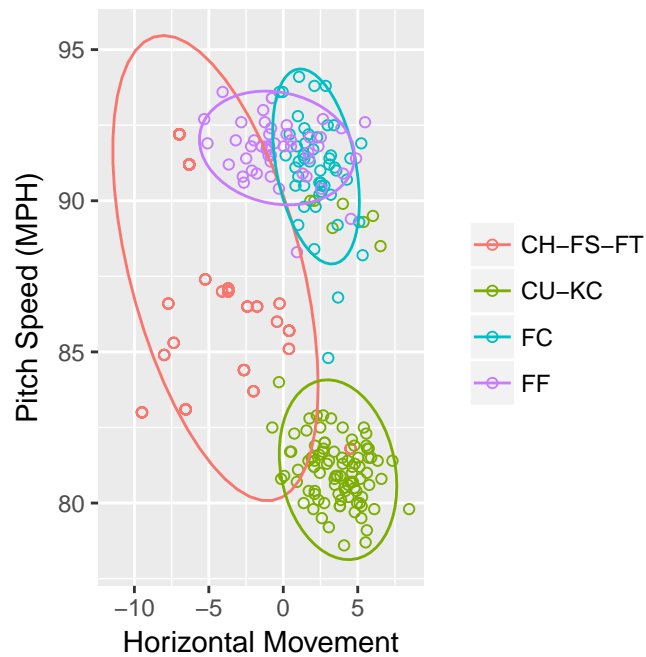 95
90
85
80
Pitch Speed (MPH)
−10 −5 0 5
Horizontal Movement
CH−FS−FT
CU−KC
FC
FF